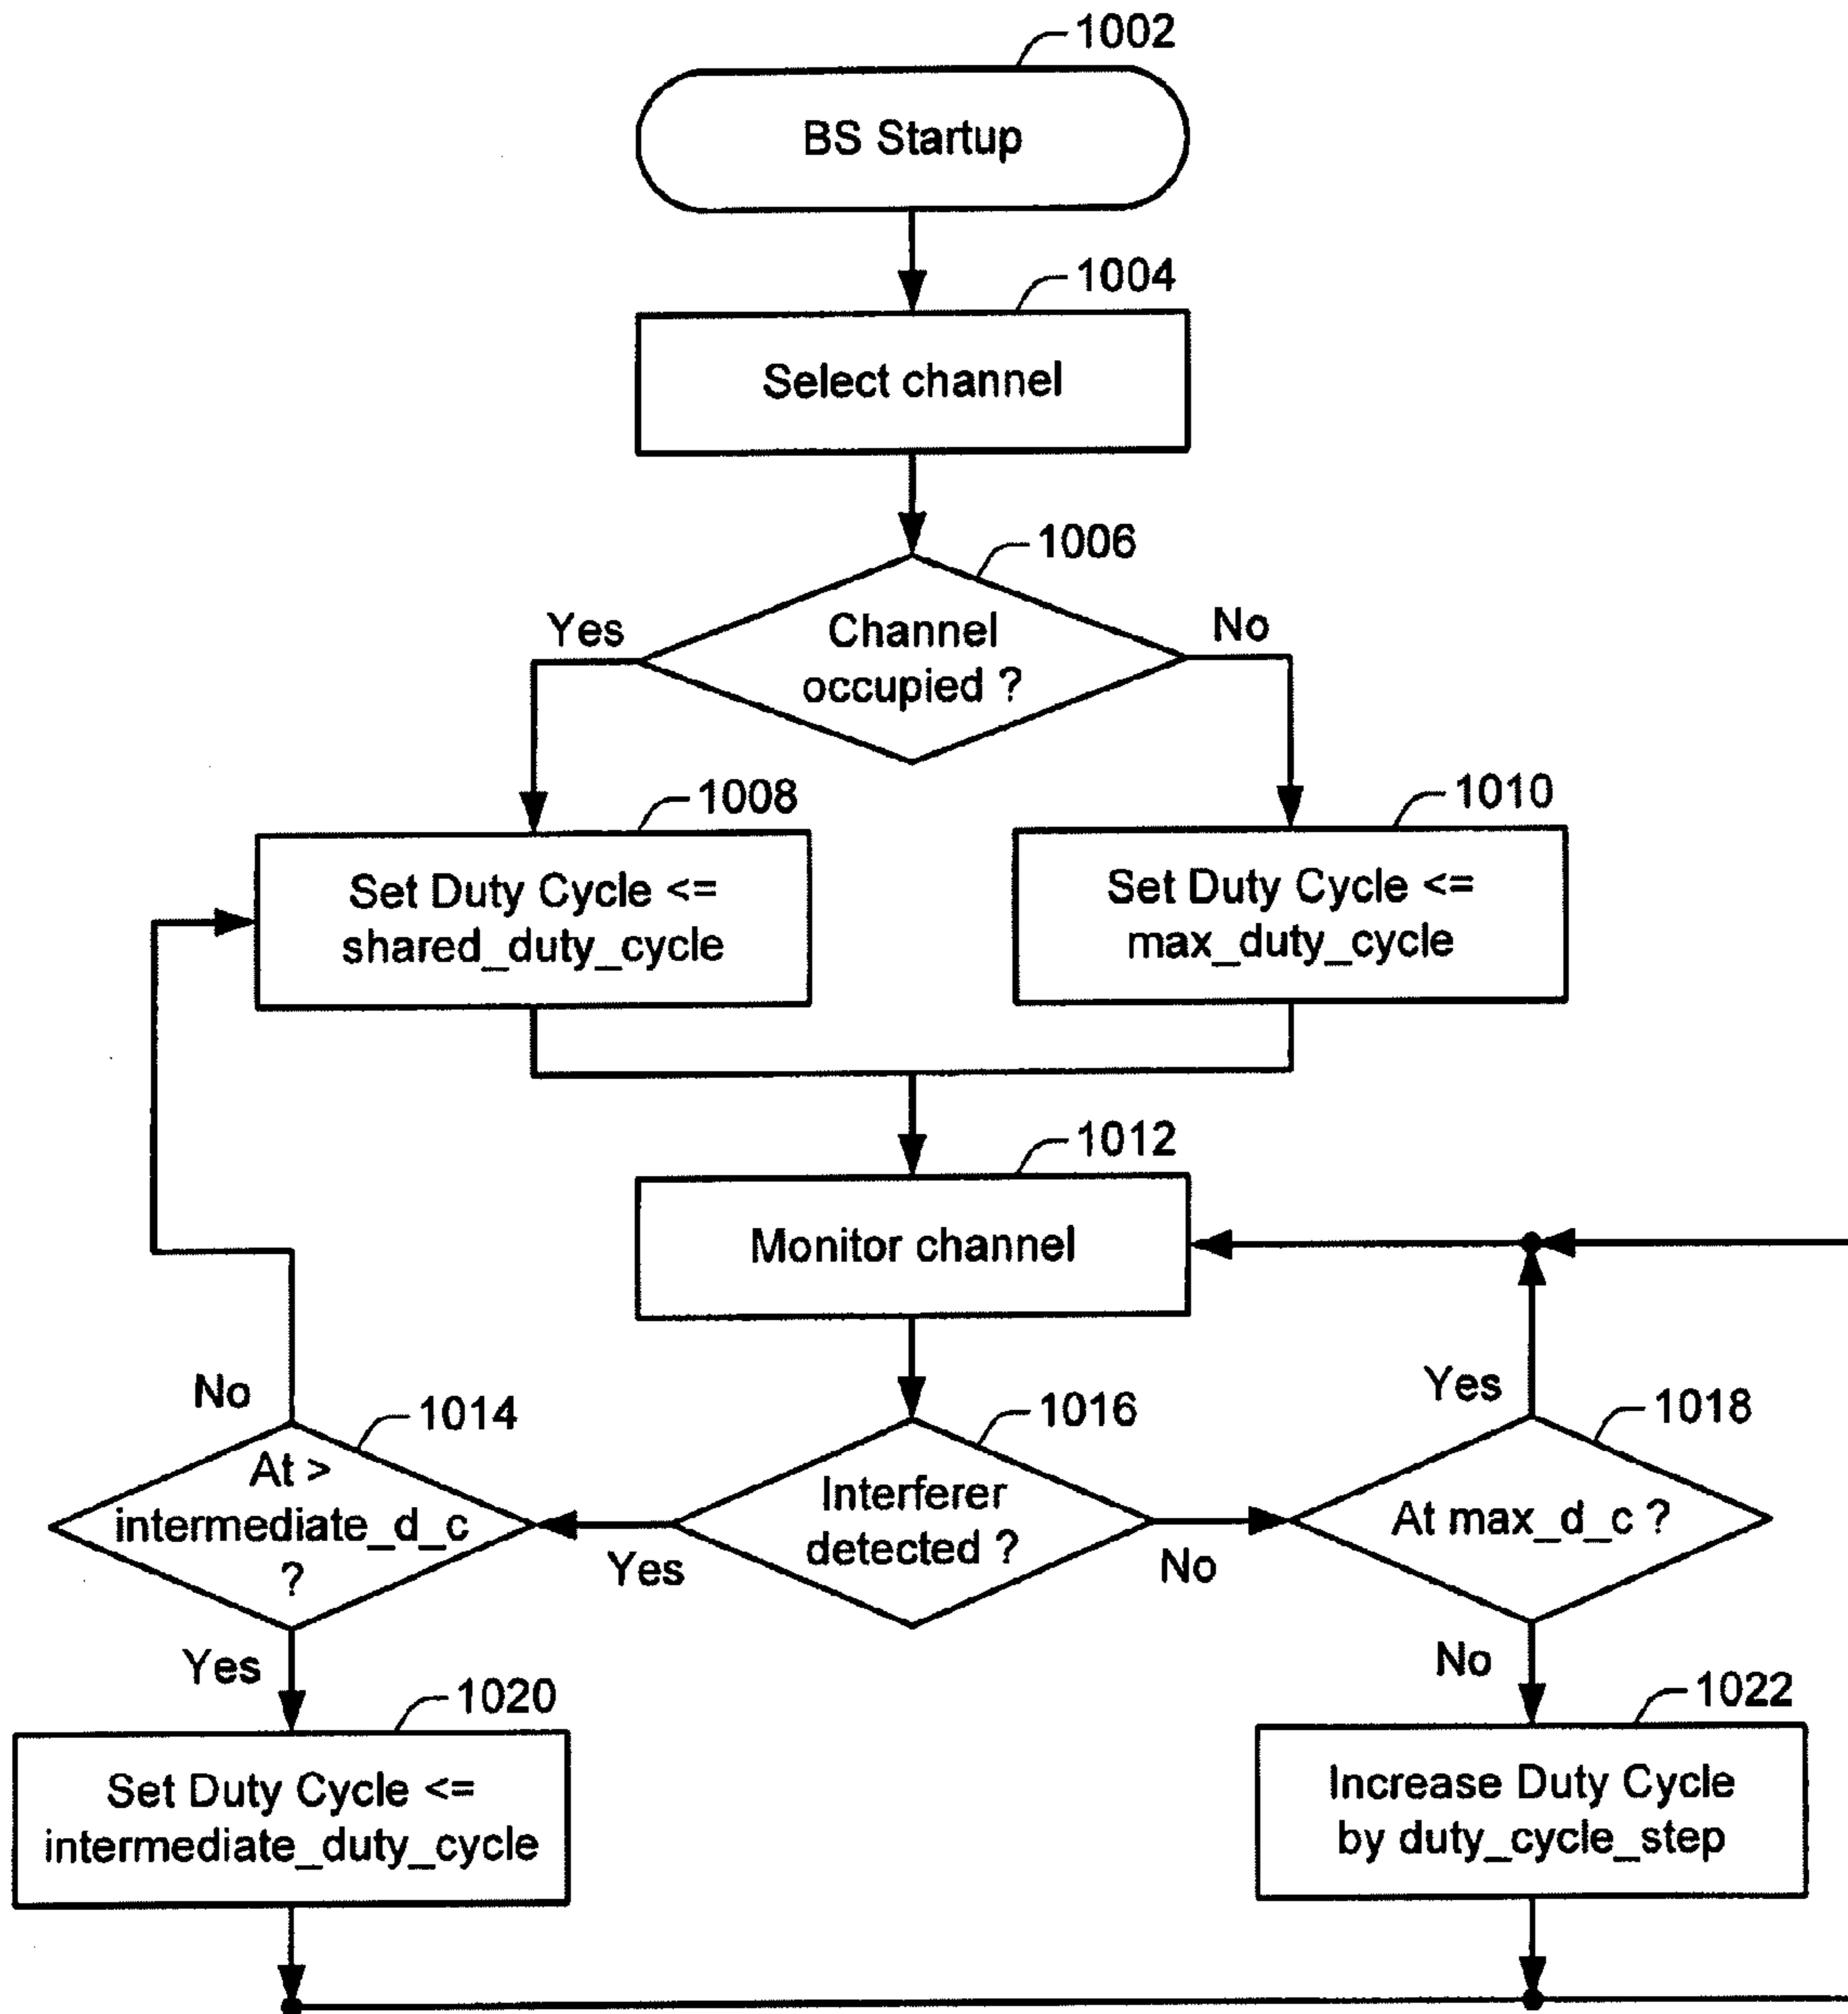 1002
BS Startup
1004
Select channel
1006
Yes
Channel
occupied ?
No
1008
Set Duty Cycle <=
shared_duty_cycle
1010
Set Duty Cycle <=
max_duty_cycle
1012
Monitor channel
No
1014
At >
intermediate_d_c
?
Yes
1016
Interferer
detected ?
No
Yes
1018
At max_d_c ?
Yes
1020
Set Duty Cycle <=
intermediate_duty_cycle
No
1022
Increase Duty Cycle
by duty_cycle_step